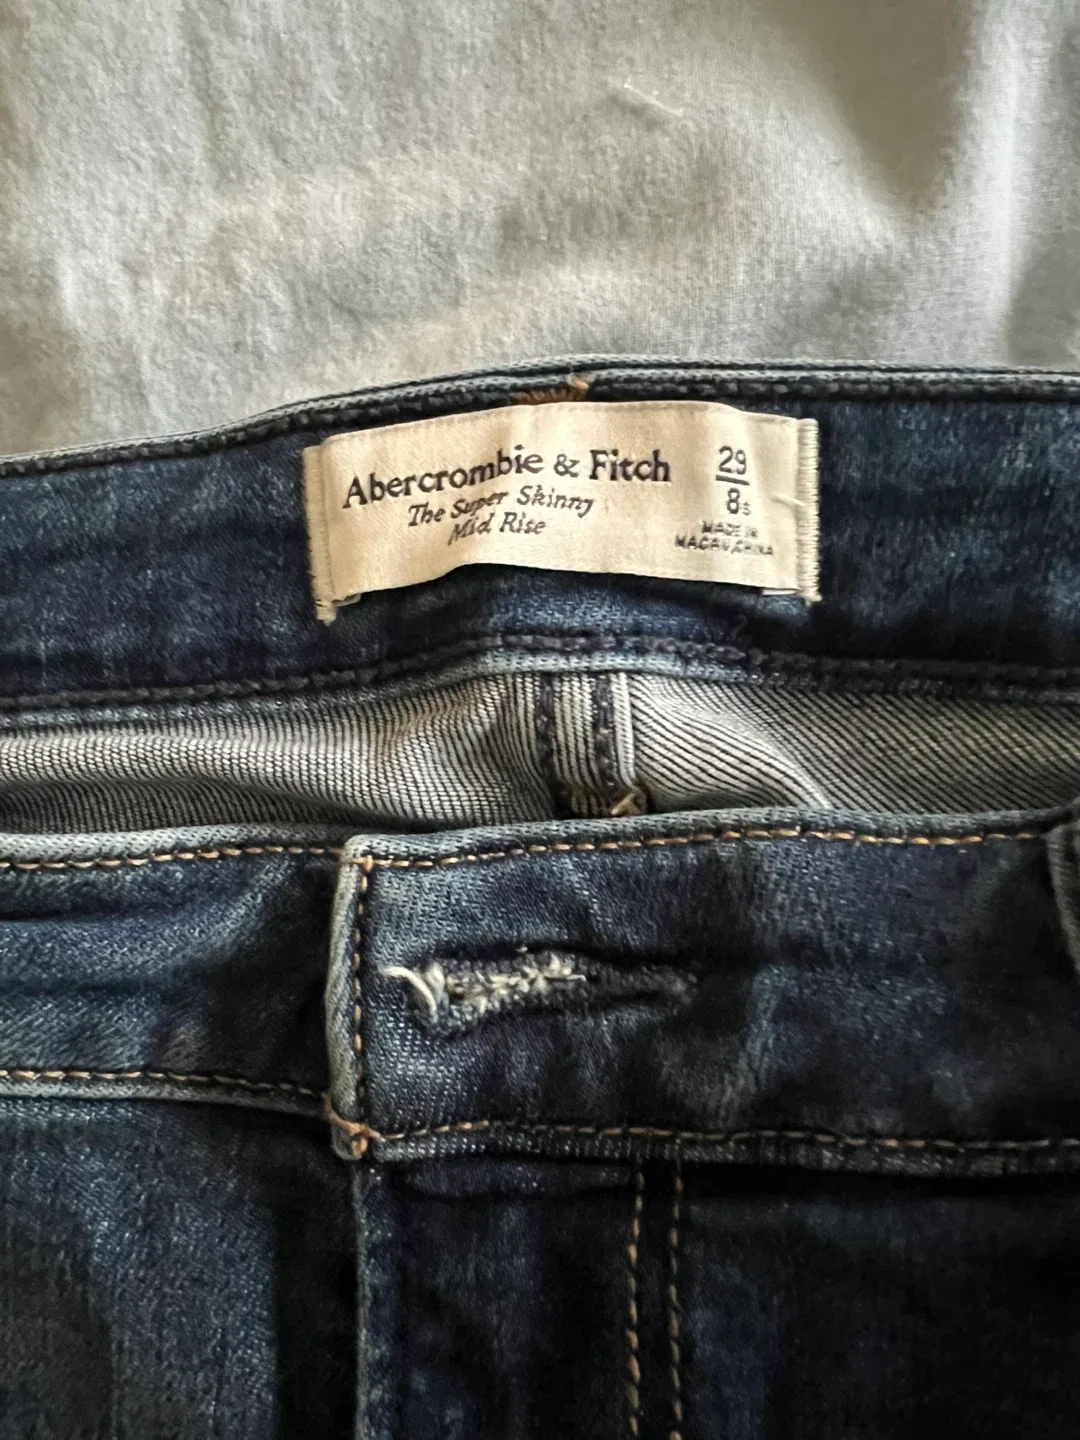 Abercrombie & Fitch
The Super Skinny
Mid Rise
29
8s
MADE IN
MACAU, CHINA